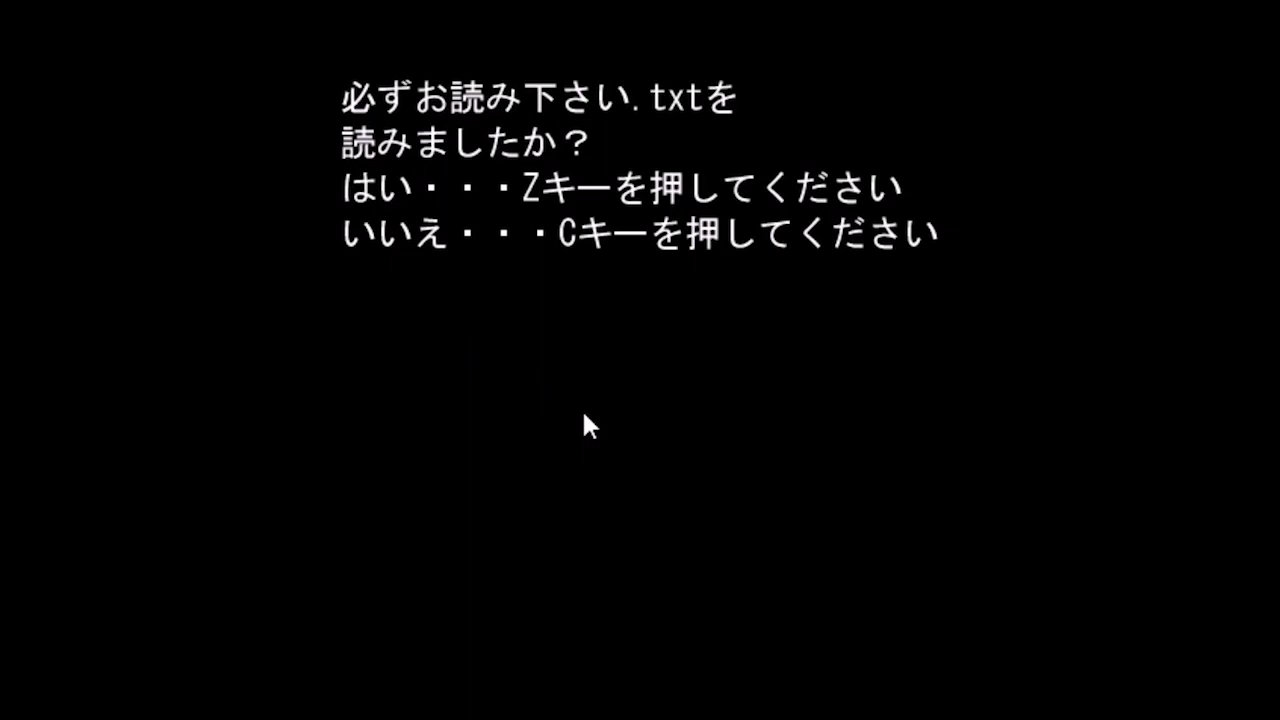 必ずお読み下さい.txtを
読みましたか？
はい・・・Zキーを押してください
いいえ・・・Cキーを押してください